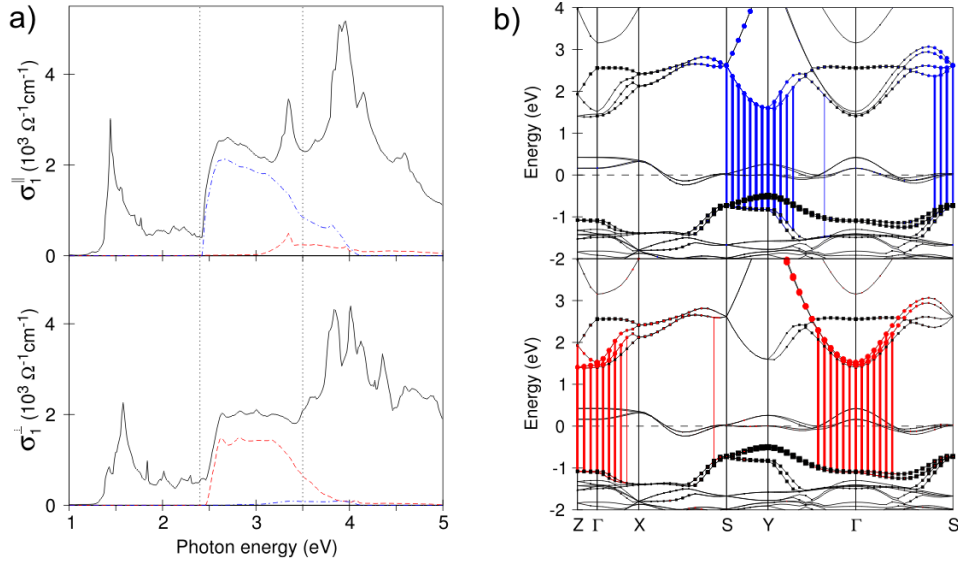 a)
σ₁^|| (10³ Ω⁻¹cm⁻¹)
4
2
0
σ₁^⊥ (10³ Ω⁻¹cm⁻¹)
4
2
0
1 2 3 4 5
Photon energy (eV)
b)
Energy (eV)
4
3
2
1
0
-1
-2
Energy (eV)
3
2
1
0
-1
-2
Z Γ X S Y Γ S